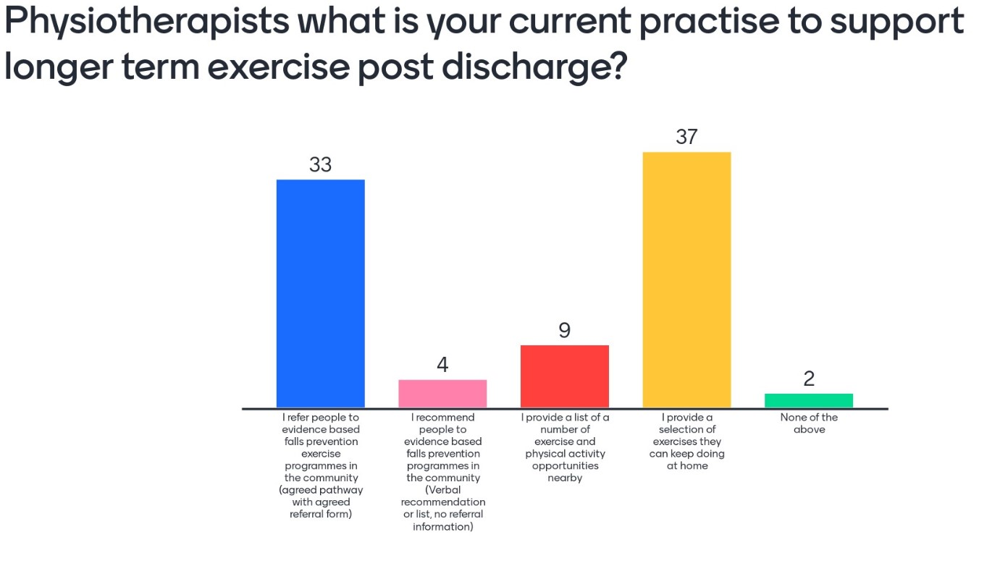 Physiotherapists what is your current practise to support
longer term exercise post discharge?
33
4
9
37
2
I refer people to
evidence based
falls prevention
exercise
programmes in
the community
(agreed pathway
with agreed
referral form)
I recommend
people to
evidence based
falls prevention
programmes in
the community
(Verbal
recommendation
or list, no referral
information)
I provide a list of a
number of
exercise and
physical activity
opportunities
nearby
I provide a
selection of
exercises they
can keep doing
at home
None of the
above